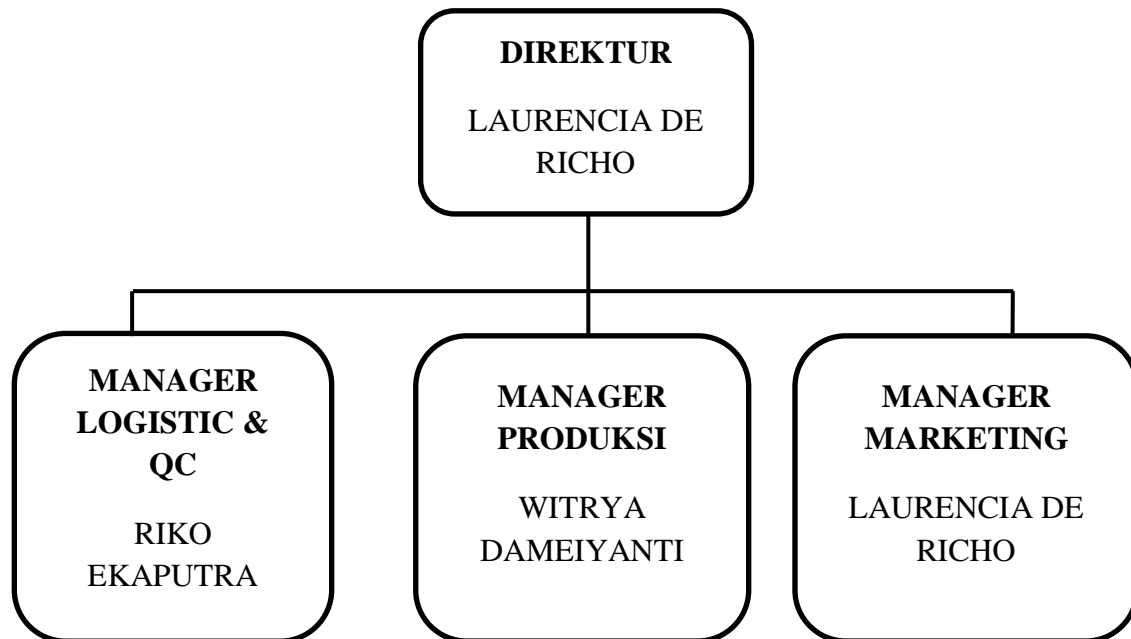 DIREKTUR
LAURENCIA DE
RICHO
MANAGER
LOGISTIC &
QC
RIKO
EKAPUTRA
MANAGER
PRODUKSI
WITRYA
DAMEIYANTI
MANAGER
MARKETING
LAURENCIA DE
RICHO